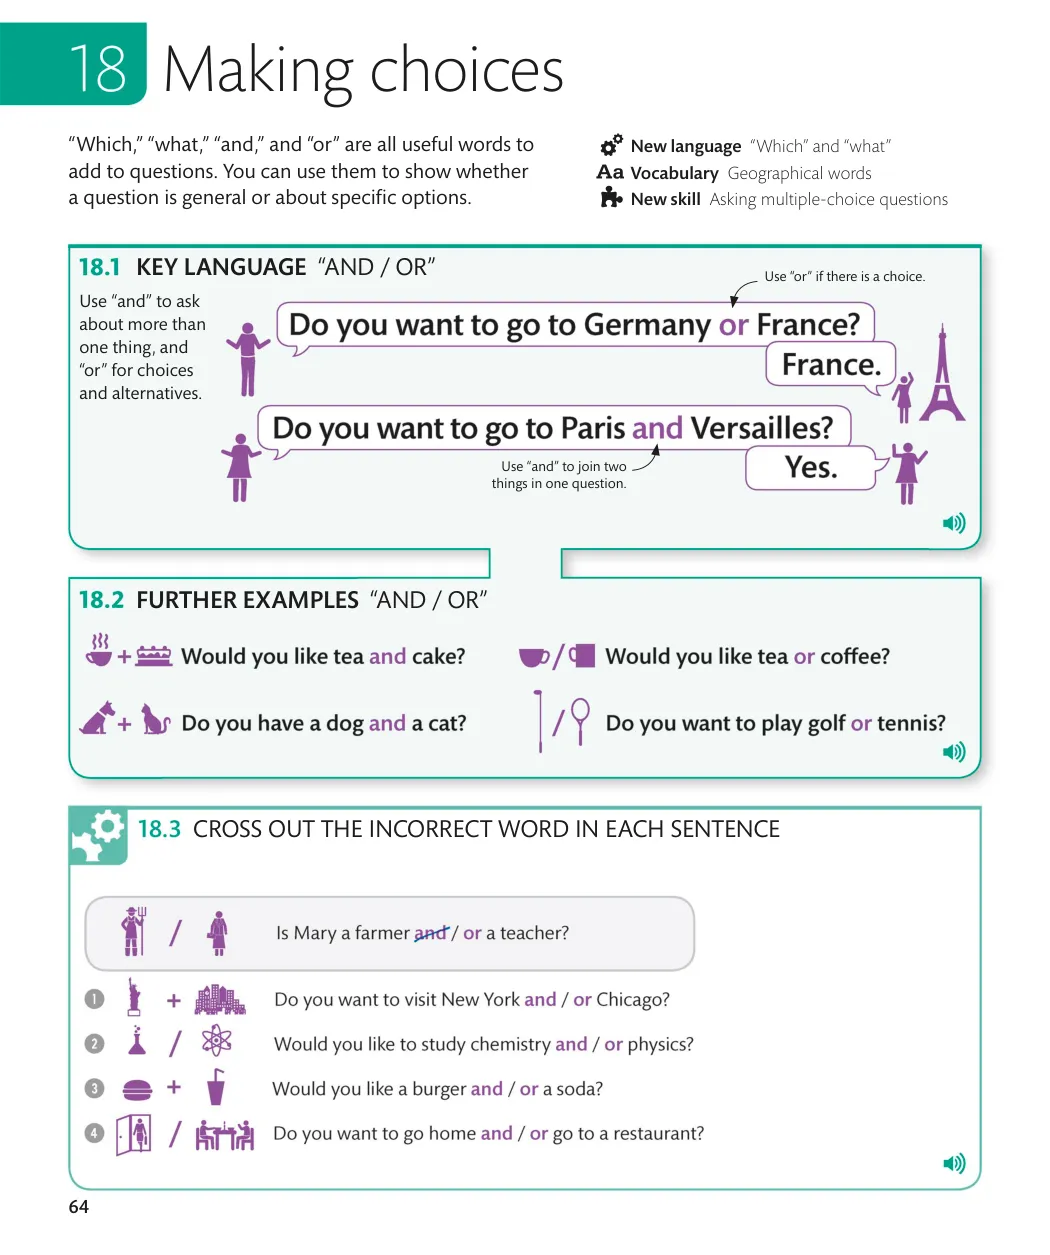 18 Making choices
“Which,” “what,” “and,” and “or” are all useful words to
add to questions. You can use them to show whether
a question is general or about specific options.
New language “Which” and “what”
Aa Vocabulary Geographical words
New skill Asking multiple-choice questions
18.1 KEY LANGUAGE “AND / OR”
Use “and” to ask
about more than
one thing, and
“or” for choices
and alternatives.
Use “or” if there is a choice.
Do you want to go to Germany or France?
France.
Do you want to go to Paris and Versailles?
Use “and” to join two
things in one question.
Yes.
18.2 FURTHER EXAMPLES “AND / OR”
+ Would you like tea and cake?
/ Would you like tea or coffee?
+ Do you have a dog and a cat?
/ Do you want to play golf or tennis?
18.3 CROSS OUT THE INCORRECT WORD IN EACH SENTENCE
/ Is Mary a farmer and / or a teacher?
1 + Do you want to visit New York and / or Chicago?
2 / Would you like to study chemistry and / or physics?
3 + Would you like a burger and / or a soda?
4 / Do you want to go home and / or go to a restaurant?
64